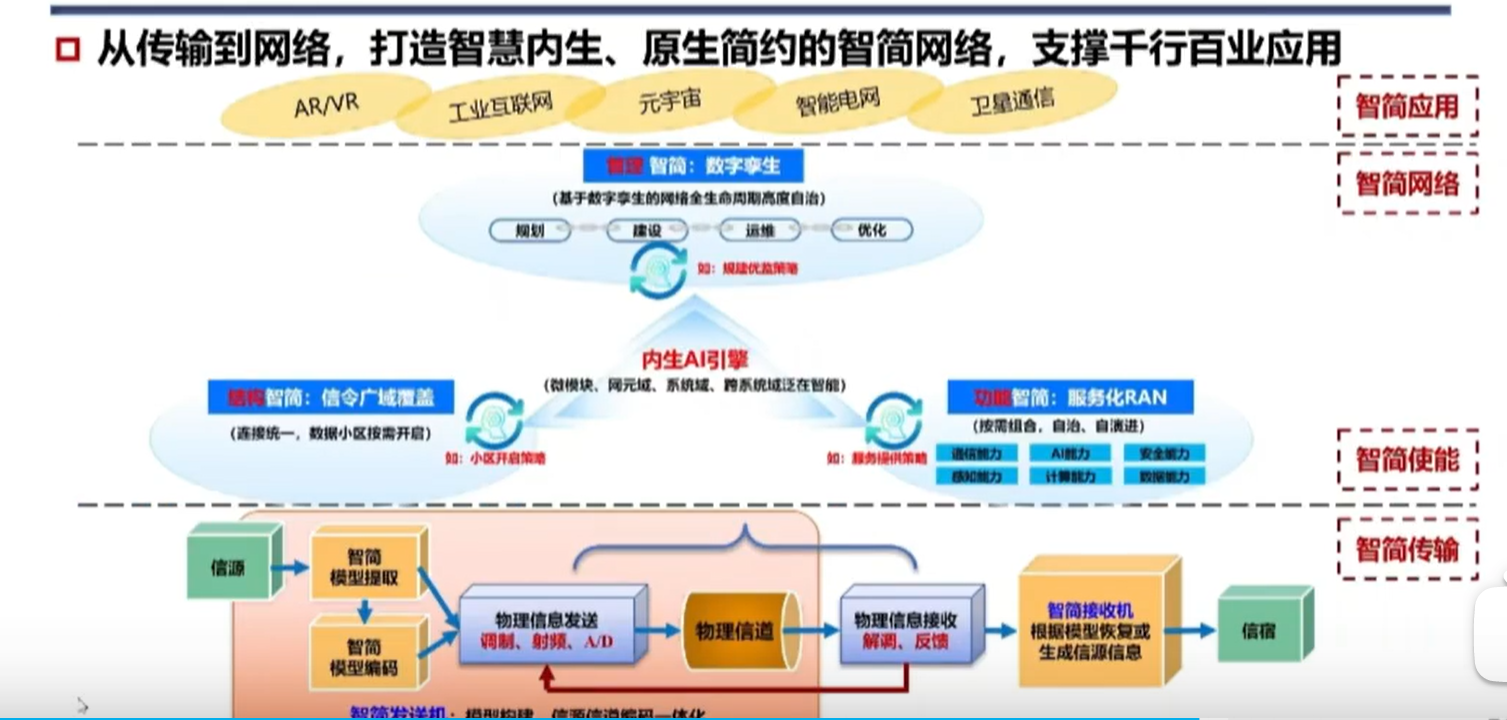 从传输到网络，打造智慧内生、原生简约的智简网络，支撑千行百业应用
AR/VR
工业互联网
元宇宙
智能电网
卫星通信
智简应用
管理 智简：数字孪生
智简网络
（基于数字孪生的网络全生命周期高度自治）
规划
建设
运维
优化
如：规建优监策略
内生AI引擎
（微模块、网元域、系统域、跨系统域泛在智能）
结构智简：信令广域覆盖
（连接统一，数据小区按需开启）
如：小区开启策略
功能智简：服务化RAN
（按需组合，自治、自演进）
如：服务提供策略
通信能力
AI能力
安全能力
感知能力
计算能力
数据能力
智简使能
智简传输
信源
智简
模型提取
智简
模型编码
物理信息发送
调制、射频、A/D
物理信道
物理信息接收
解调、反馈
智简接收机
根据模型恢复或
生成信源信息
信宿
智简发送机：模型构建、信源信道编码一体化